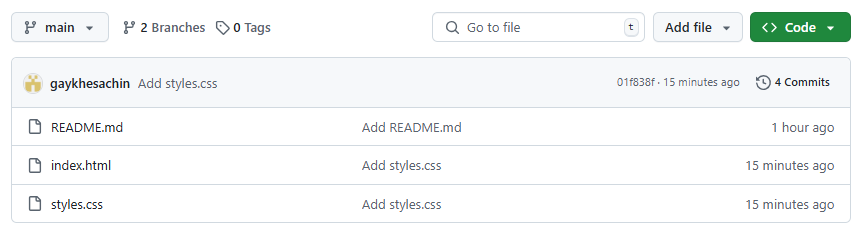 main 2 Branches 0 Tags Go to file t Add file Code
gaykhesachin Add styles.css 01f838f · 15 minutes ago 4 Commits
README.md Add README.md 1 hour ago
index.html Add styles.css 15 minutes ago
styles.css Add styles.css 15 minutes ago